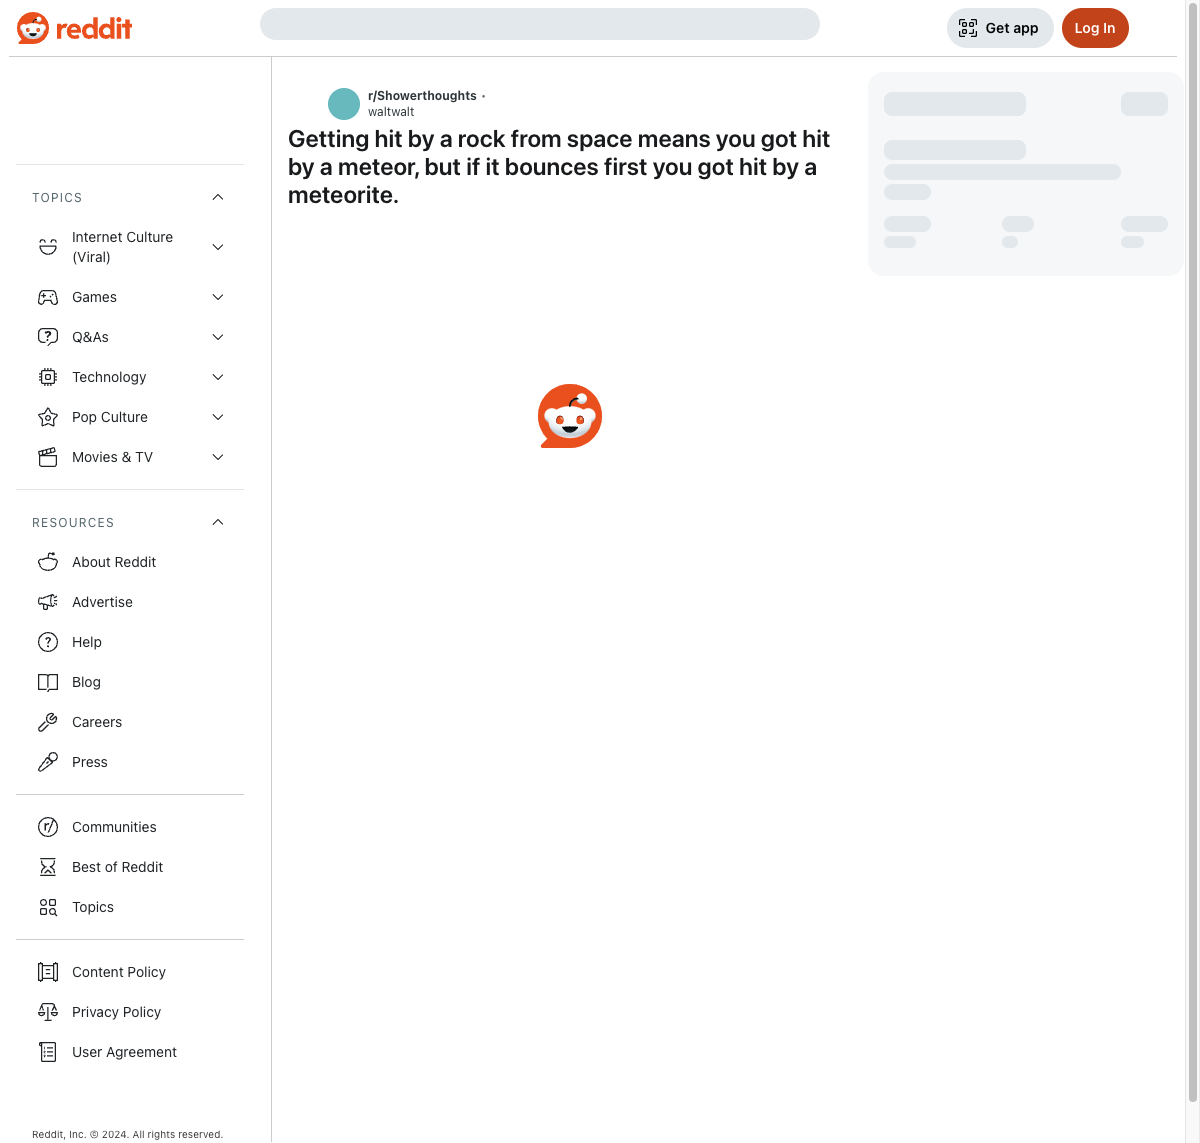 reddit
Get app
Log In
r/Showerthoughts •
waltwalt
Getting hit by a rock from space means you got hit
by a meteor, but if it bounces first you got hit by a
meteorite.
TOPICS
Internet Culture
(Viral)
Games
Q&As
Technology
Pop Culture
Movies & TV
RESOURCES
About Reddit
Advertise
Help
Blog
Careers
Press
Communities
Best of Reddit
Topics
Content Policy
Privacy Policy
User Agreement
Reddit, Inc. © 2024. All rights reserved.